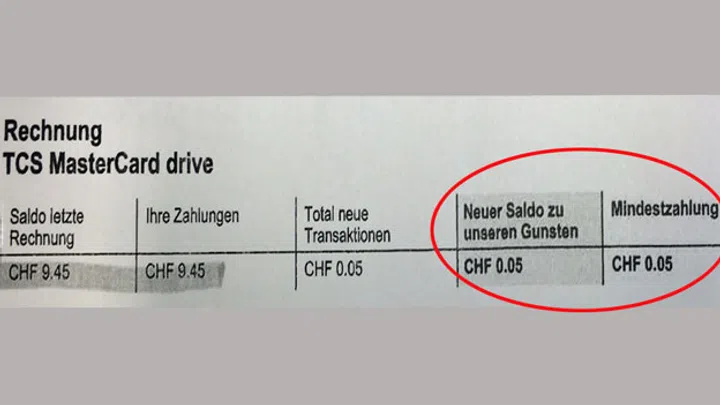 Rechnung
TCS MasterCard drive
Saldo letzte
Rechnung
Ihre Zahlungen
Total neue
Transaktionen
Neuer Saldo zu
unseren Gunsten
Mindestzahlung
CHF 9.45
CHF 9.45
CHF 0.05
CHF 0.05
CHF 0.05